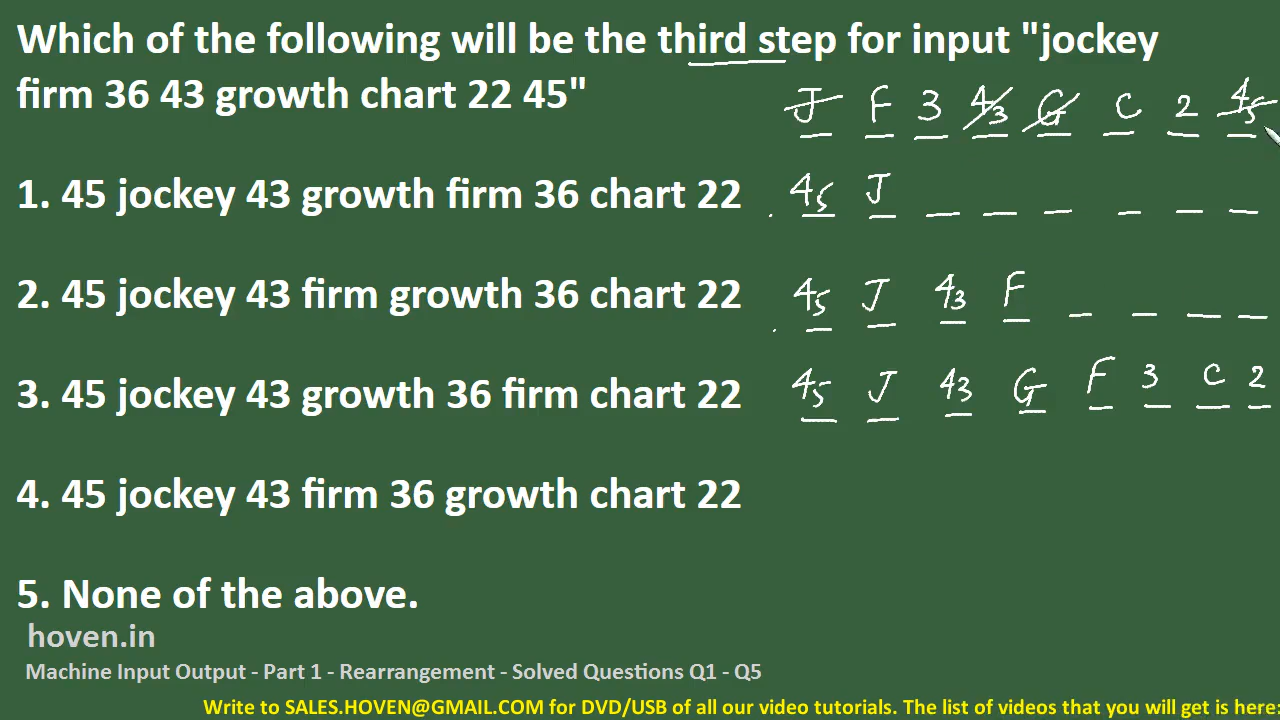 Which of the following will be the third step for input "jockey
firm 36 43 growth chart 22 45"
J F 3 43 G C 2 45
1. 45 jockey 43 growth firm 36 chart 22
45 J
2. 45 jockey 43 firm growth 36 chart 22
45 J 43 F
3. 45 jockey 43 growth 36 firm chart 22
45 J 43 G F 3 C 2
4. 45 jockey 43 firm 36 growth chart 22
5. None of the above.
hoven.in
Machine Input Output - Part 1 - Rearrangement - Solved Questions Q1 - Q5
Write to SALES.HOVEN@GMAIL.COM for DVD/USB of all our video tutorials. The list of videos that you will get is here: